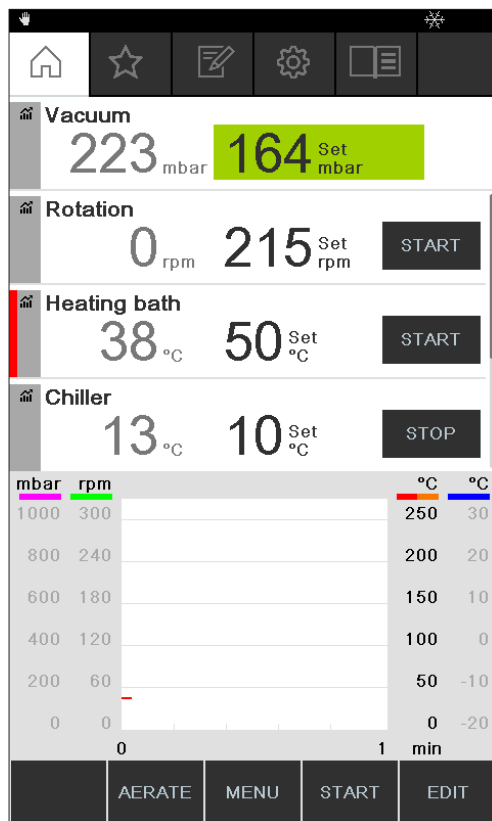 Vacuum
223 mbar 164 Set mbar
Rotation
0 rpm 215 Set rpm START
Heating bath
38 °C 50 Set °C START
Chiller
13 °C 10 Set °C STOP
mbar rpm °C °C
1000 300 250 30
800 240 200 20
600 180 150 10
400 120 100 0
200 60 50 -10
0 0 0 -20
0 1 min
AERATE MENU START EDIT